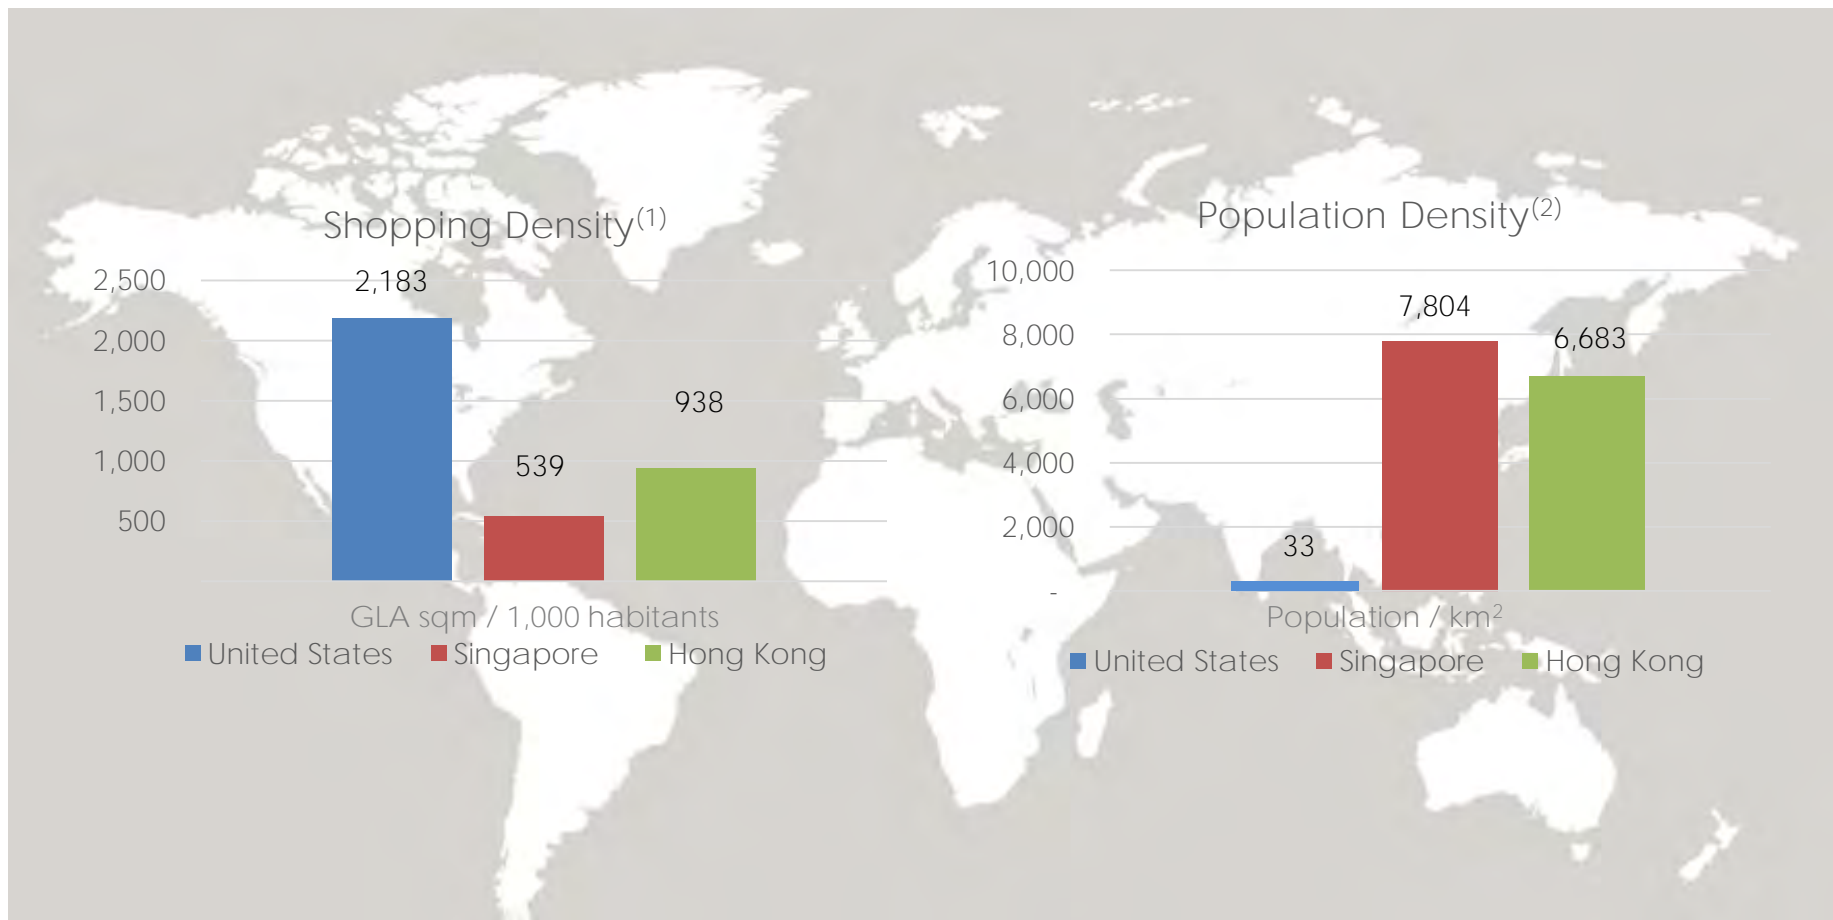 Shopping Density(1)
2,500
2,000
1,500
1,000
500
2,183
539
938
GLA sqm / 1,000 habitants
United States Singapore Hong Kong
Population Density(2)
10,000
8,000
6,000
4,000
2,000
-
33
7,804
6,683
Population / km²
United States Singapore Hong Kong